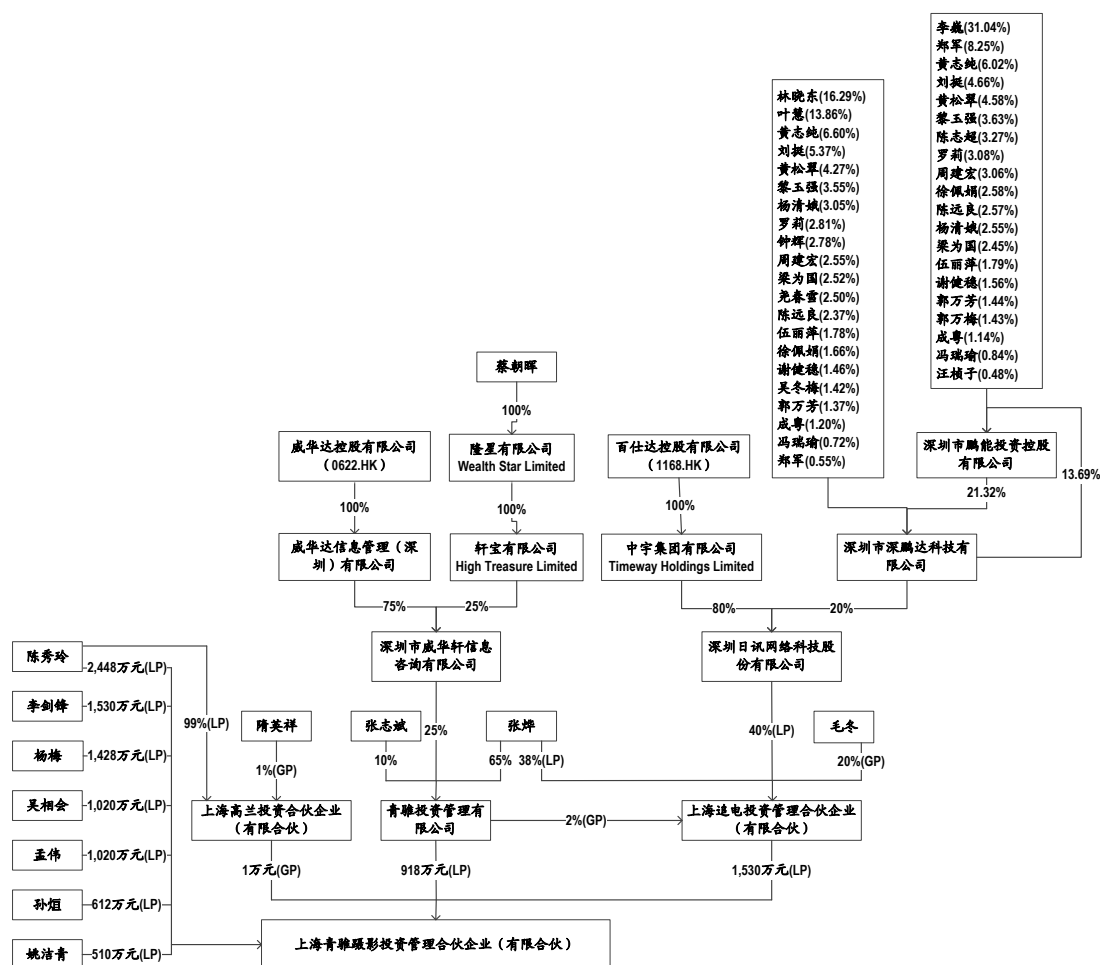 李巍(31.04%)
郑军(8.25%)
黄志纯(6.02%)
刘挺(4.66%)
黄松翠(4.58%)
黎玉强(3.63%)
陈志超(3.27%)
罗莉(3.08%)
周建宏(3.06%)
徐佩娟(2.58%)
陈远良(2.57%)
杨清娥(2.55%)
梁为国(2.45%)
伍丽萍(1.79%)
谢健穗(1.56%)
郭万芳(1.44%)
郭万梅(1.43%)
成粤(1.14%)
冯瑞瑜(0.84%)
汪桢子(0.48%)
林晓东(16.29%)
叶慧(13.86%)
黄志纯(6.60%)
刘挺(5.37%)
黄松翠(4.27%)
黎玉强(3.55%)
杨清娥(3.05%)
罗莉(2.81%)
钟辉(2.78%)
周建宏(2.55%)
梁为国(2.52%)
尧春雪(2.50%)
陈远良(2.37%)
伍丽萍(1.78%)
徐佩娟(1.66%)
谢健穗(1.46%)
吴冬梅(1.42%)
郭万芳(1.37%)
成粤(1.20%)
冯瑞瑜(0.72%)
郑军(0.55%)
蔡朝晖
100%
威华达控股有限公司
（0622.HK）
隆星有限公司
Wealth Star Limited
百仕达控股有限公司
（1168.HK）
深圳市鹏能投资控股
有限公司
13.69%
21.32%
100%
100%
100%
威华达信息管理（深
圳）有限公司
轩宝有限公司
High Treasure Limited
中宇集团有限公司
Timeway Holdings Limited
深圳市深鹏达科技有
限公司
75%
25%
80%
20%
深圳市威华轩信息
咨询有限公司
深圳日讯网络科技股
份有限公司
陈秀玲
2,448万元(LP)
李剑锋
1,530万元(LP)
杨梅
1,428万元(LP)
吴相会
1,020万元(LP)
孟伟
1,020万元(LP)
孙烜
612万元(LP)
姚洁青
510万元(LP)
99%(LP)
隋英祥
1%(GP)
张志斌
10%
25%
张烨
65%
38%(LP)
40%(LP)
毛冬
20%(GP)
上海高兰投资合伙企业
（有限合伙）
青骓投资管理有
限公司
2%(GP)
上海追电投资管理合伙企业
（有限合伙）
1万元(GP)
918万元(LP)
1,530万元(LP)
上海青骓蹑影投资管理合伙企业（有限合伙）